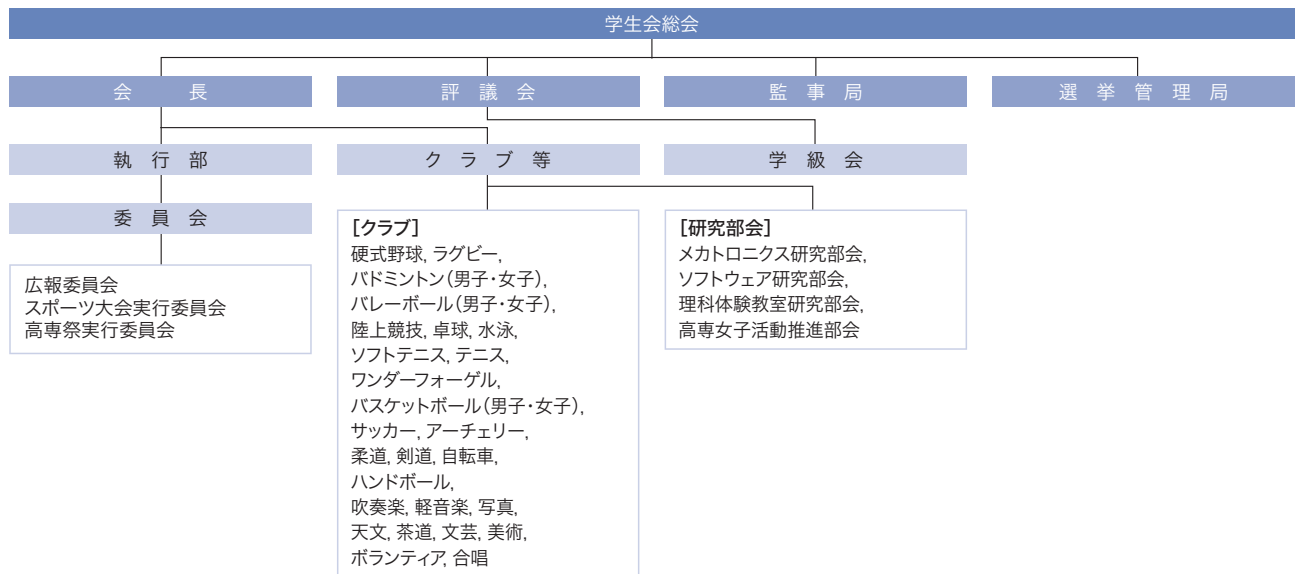 学生会総会
会長
評議会
監事局
選挙管理局
執行部
クラブ等
学級会
委員会
広報委員会
スポーツ大会実行委員会
高専祭実行委員会
［クラブ］
硬式野球, ラグビー,
バドミントン（男子・女子）,
バレーボール（男子・女子）,
陸上競技, 卓球, 水泳,
ソフトテニス, テニス,
ワンダーフォーゲル,
バスケットボール（男子・女子）,
サッカー, アーチェリー,
柔道, 剣道, 自転車,
ハンドボール,
吹奏楽, 軽音楽, 写真,
天文, 茶道, 文芸, 美術,
ボランティア, 合唱
［研究部会］
メカトロニクス研究部会,
ソフトウェア研究部会,
理科体験教室研究部会,
高専女子活動推進部会